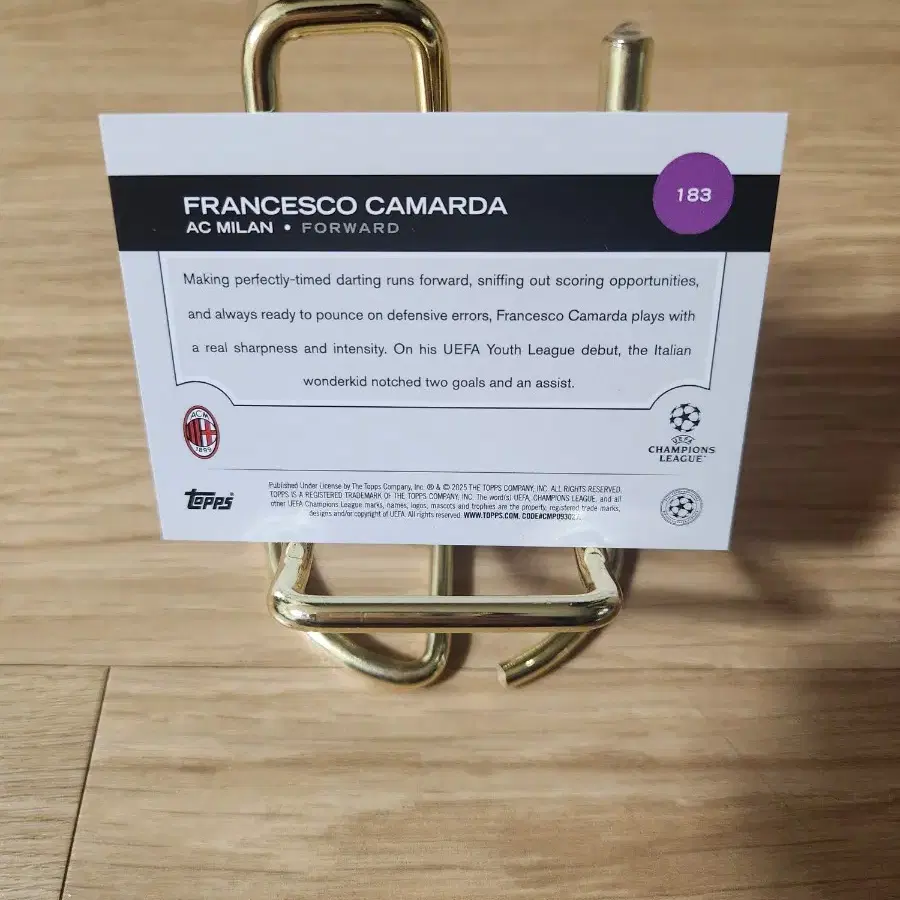 FRANCESCO CAMARDA
183
AC MILAN • FORWARD
Making perfectly-timed darting runs forward, sniffing out scoring opportunities,
and always ready to pounce on defensive errors, Francesco Camarda plays with
a real sharpness and intensity. On his UEFA Youth League debut, the Italian
wonderkid notched two goals and an assist.
ACM
1899
UEFA
CHAMPIONS
LEAGUE
topps
Published Under License by The Topps Company, Inc. ® & © 2025 THE TOPPS COMPANY, INC. ALL RIGHTS RESERVED.
TOPPS IS A REGISTERED TRADEMARK OF THE TOPPS COMPANY, INC. The word(s) UEFA, CHAMPIONS LEAGUE, and all
other UEFA Champions League marks, names, logos, mascots and trophies are the property, registered trade marks,
designs and/or copyright of UEFA. All rights reserved. WWW.TOPPS.COM.